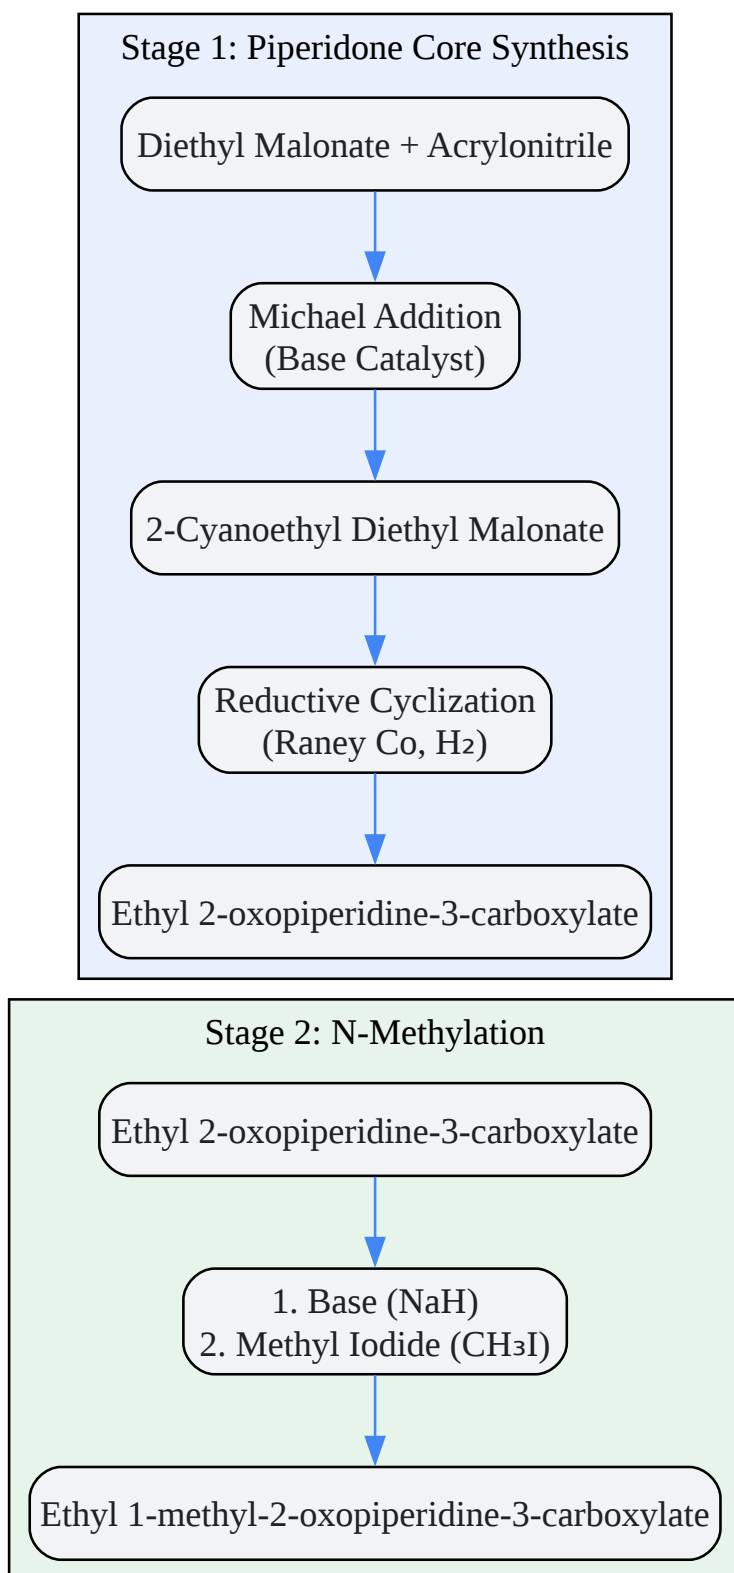 Stage 1: Piperidone Core Synthesis
Diethyl Malonate + Acrylonitrile
Michael Addition
(Base Catalyst)
2-Cyanoethyl Diethyl Malonate
Reductive Cyclization
(Raney Co, H₂)
Ethyl 2-oxopiperidine-3-carboxylate
Stage 2: N-Methylation
Ethyl 2-oxopiperidine-3-carboxylate
1. Base (NaH)
2. Methyl Iodide (CH₃I)
Ethyl 1-methyl-2-oxopiperidine-3-carboxylate